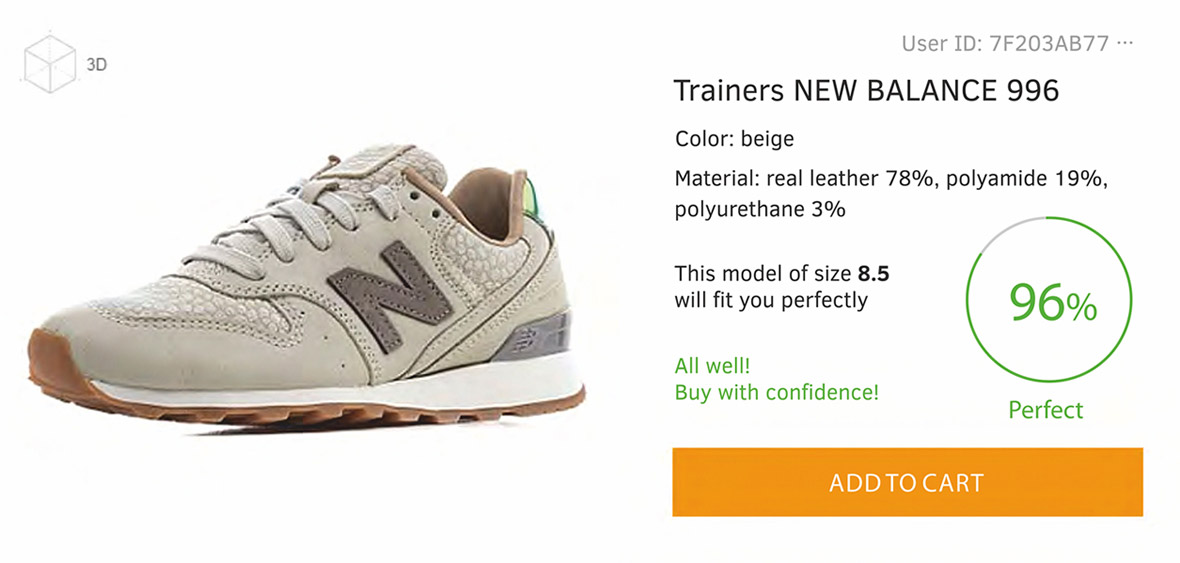 3D
User ID: 7F203AB77 ···
Trainers NEW BALANCE 996
Color: beige
Material: real leather 78%, polyamide 19%,
polyurethane 3%
This model of size 8.5
will fit you perfectly
96%
All well!
Buy with confidence!
Perfect
ADD TO CART
N